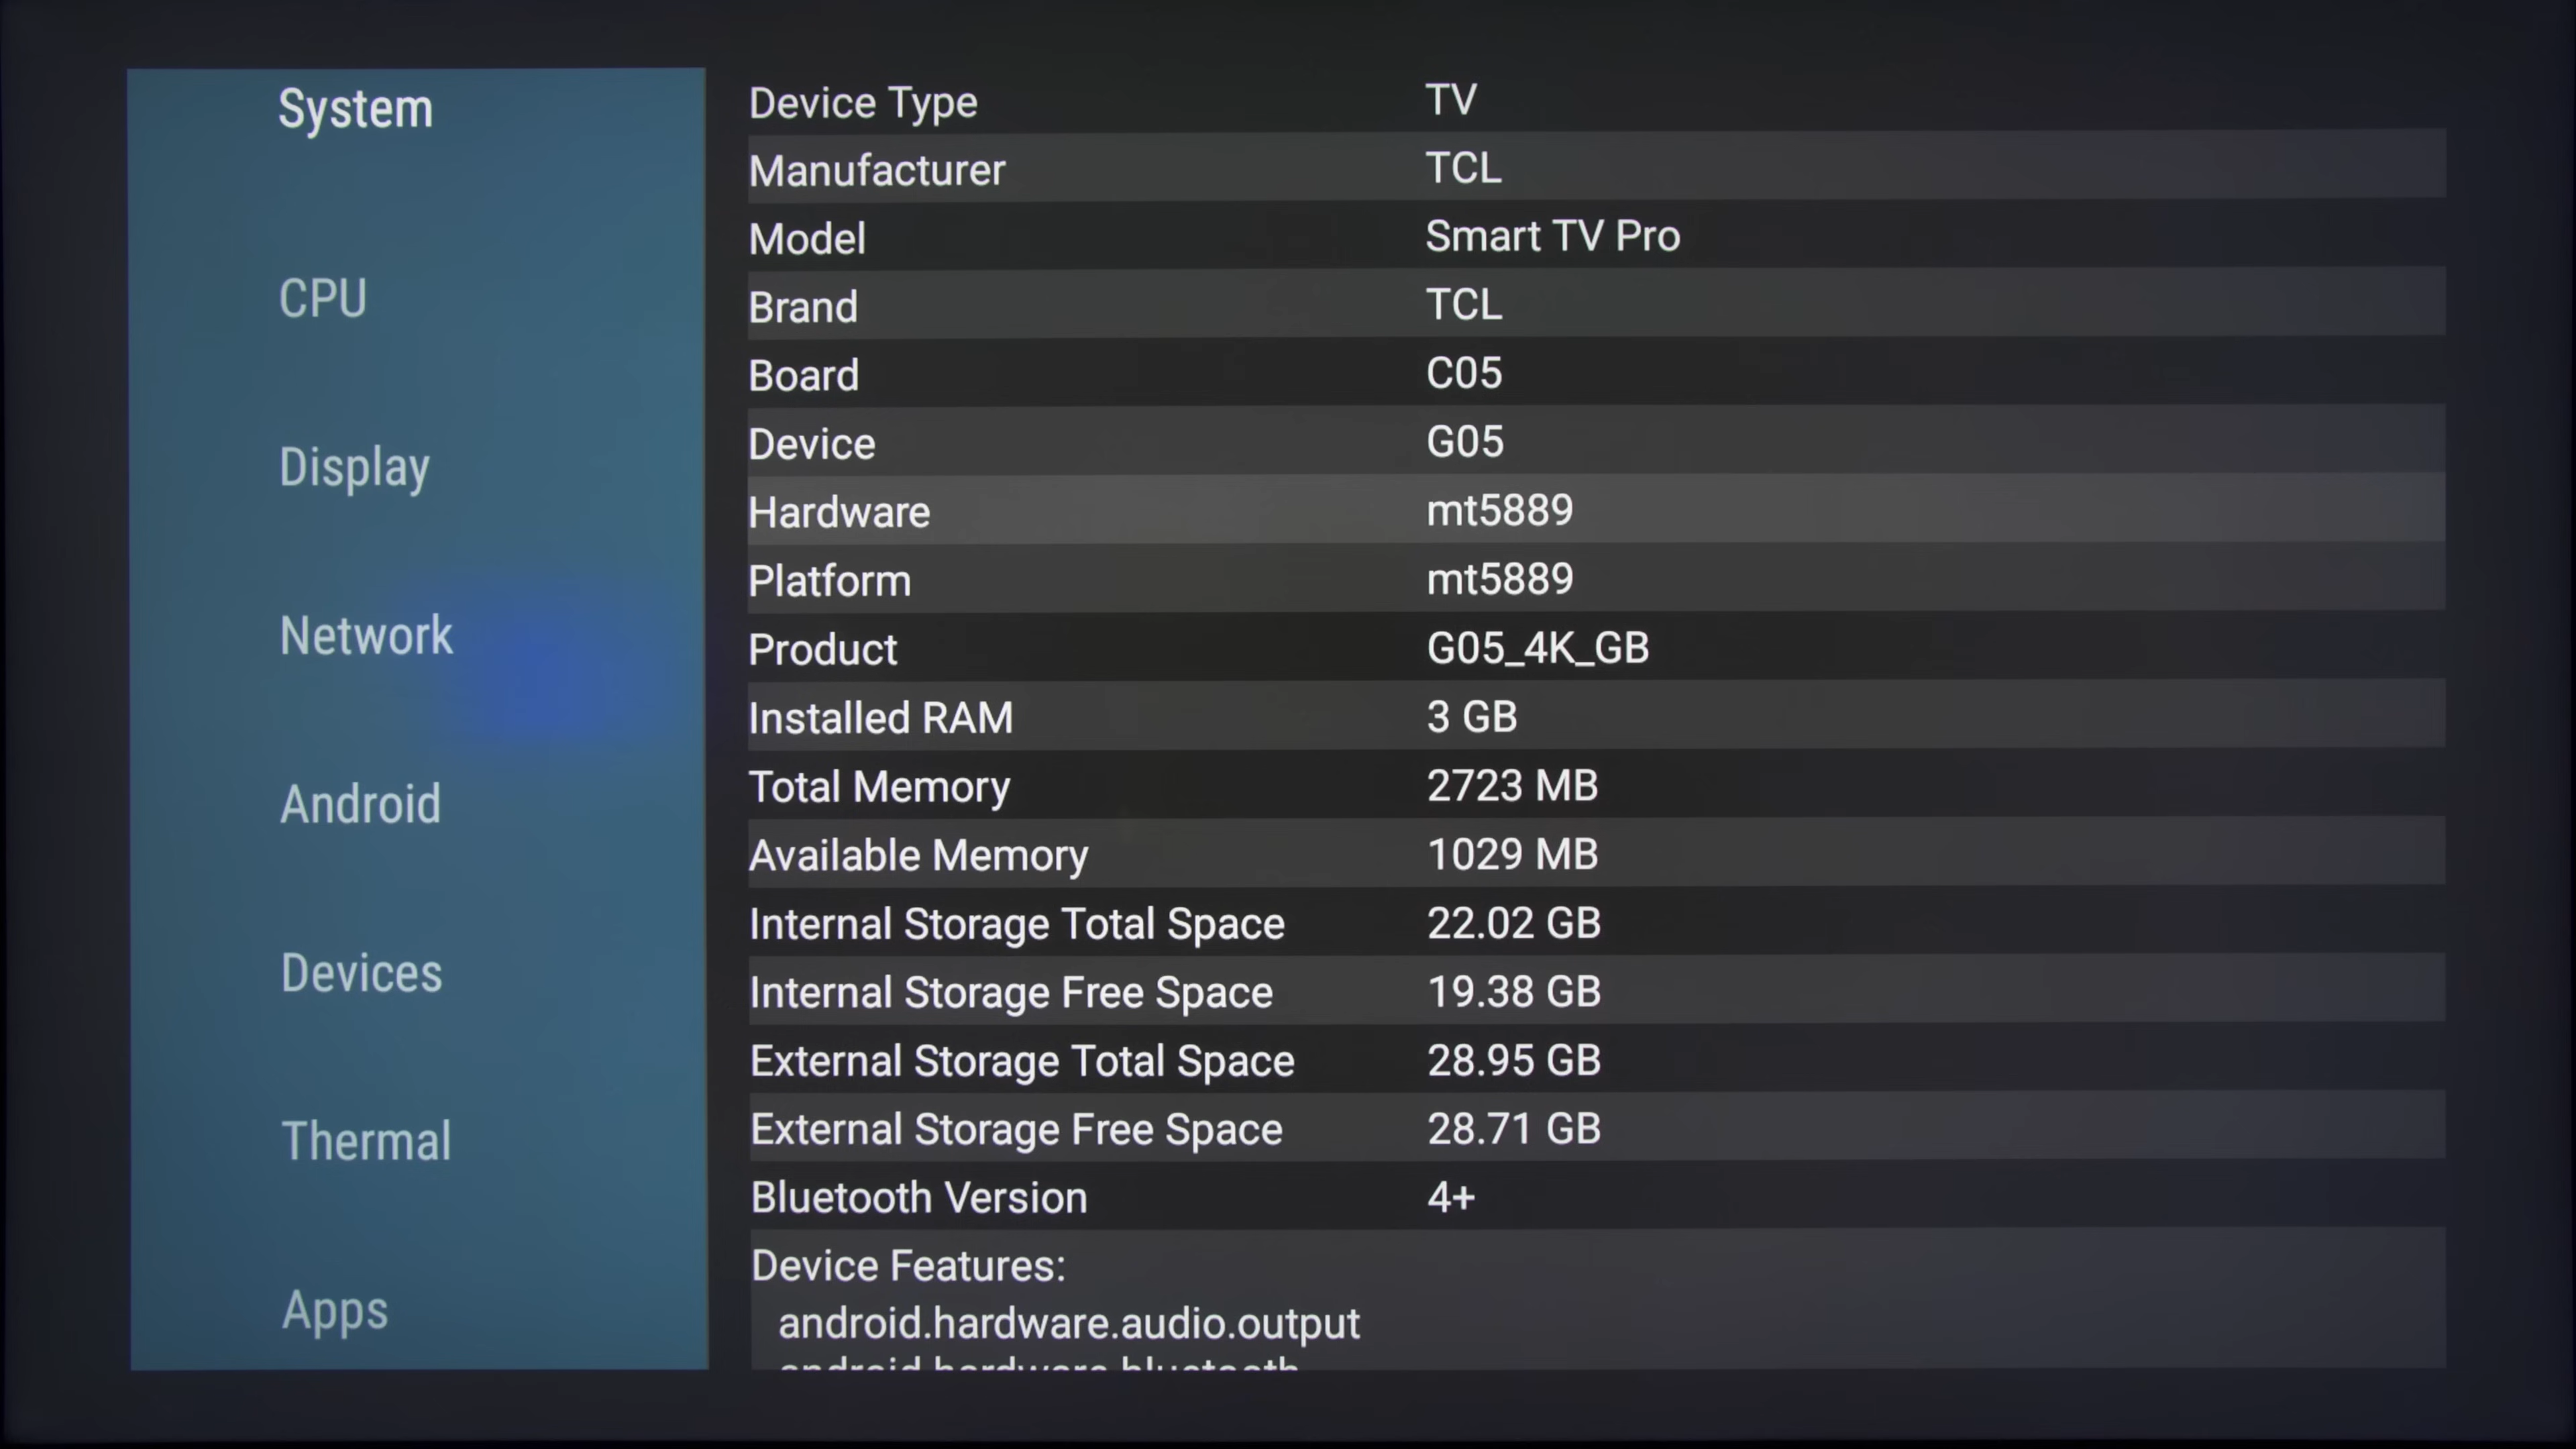 System
CPU
Display
Network
Android
Devices
Thermal
Apps
Device Type TV
Manufacturer TCL
Model Smart TV Pro
Brand TCL
Board C05
Device G05
Hardware mt5889
Platform mt5889
Product G05_4K_GB
Installed RAM 3 GB
Total Memory 2723 MB
Available Memory 1029 MB
Internal Storage Total Space 22.02 GB
Internal Storage Free Space 19.38 GB
External Storage Total Space 28.95 GB
External Storage Free Space 28.71 GB
Bluetooth Version 4+
Device Features:
android.hardware.audio.output
android.hardware.bluetooth